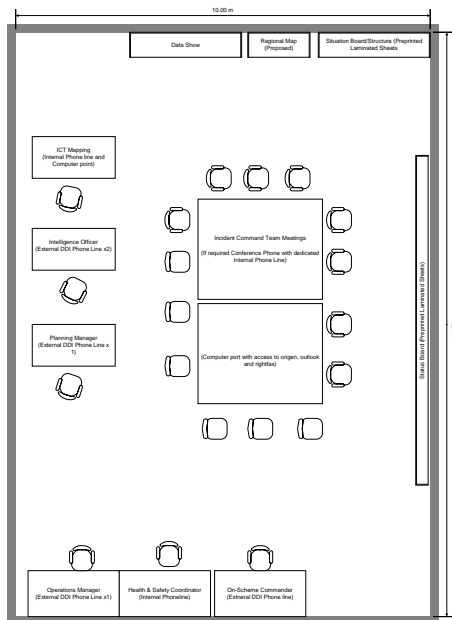 10.00 m
Data Show
Regional Map
(Proposed)
Situation Board/Structure (Preprinted
Laminated Sheets
ICT Mapping
(Internal Phone line and
Computer point)
Intelligence Officer
(External DDI Phone Line x2)
Planning Manager
(External DDI Phone Line x
1)
Incident Command Team Meetings
(If required Conference Phone with dedicated
Internal Phone Line)
(Computer port with access to origen, outlook
and rightfax)
Status Board (Preprinted Laminated Sheets)
Operations Manager
(External DDI Phone Line x1)
Health & Safety Coordinator
(Internal Phoneline)
On-Scheme Commander
(Extneral DDI Phone line)